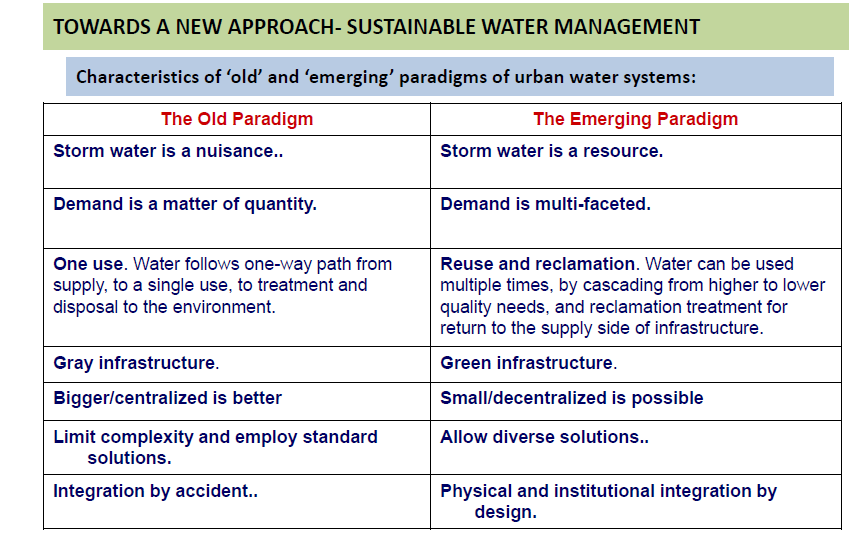 TOWARDS A NEW APPROACH- SUSTAINABLE WATER MANAGEMENT
Characteristics of ‘old’ and ‘emerging’ paradigms of urban water systems:
The Old Paradigm
The Emerging Paradigm
Storm water is a nuisance..
Storm water is a resource.
Demand is a matter of quantity.
Demand is multi-faceted.
One use. Water follows one-way path from
supply, to a single use, to treatment and
disposal to the environment.
Reuse and reclamation. Water can be used
multiple times, by cascading from higher to lower
quality needs, and reclamation treatment for
return to the supply side of infrastructure.
Gray infrastructure.
Green infrastructure.
Bigger/centralized is better
Small/decentralized is possible
Limit complexity and employ standard
solutions.
Allow diverse solutions..
Integration by accident..
Physical and institutional integration by
design.